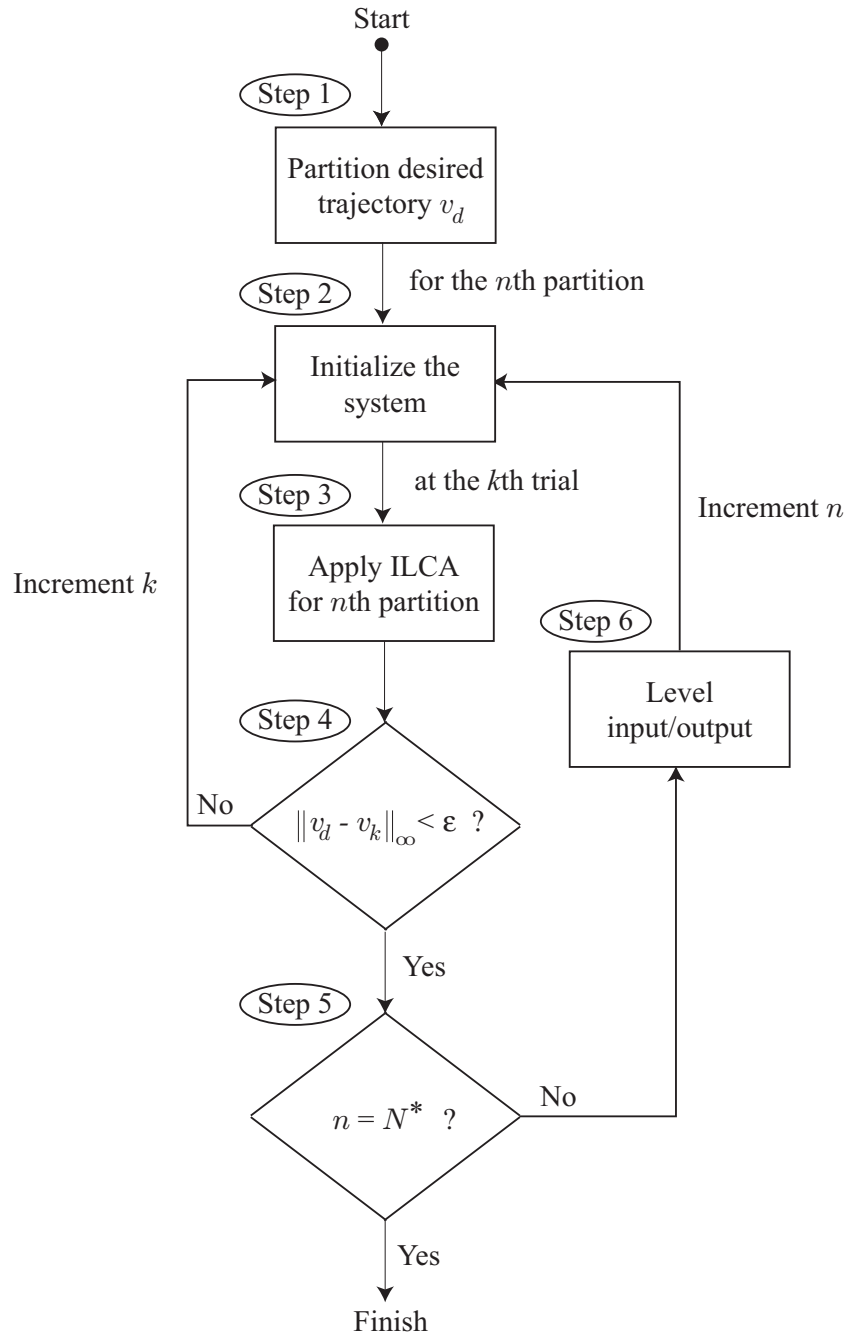 Start
Step 1
Partition desired
trajectory v_d
Step 2
for the nth partition
Initialize the
system
Step 3
at the kth trial
Increment n
Apply ILCA
for nth partition
Increment k
Step 6
Level
input/output
Step 4
No
‖v_d - v_k‖_∞ < ε ?
Yes
Step 5
n = N* ?
No
Yes
Finish